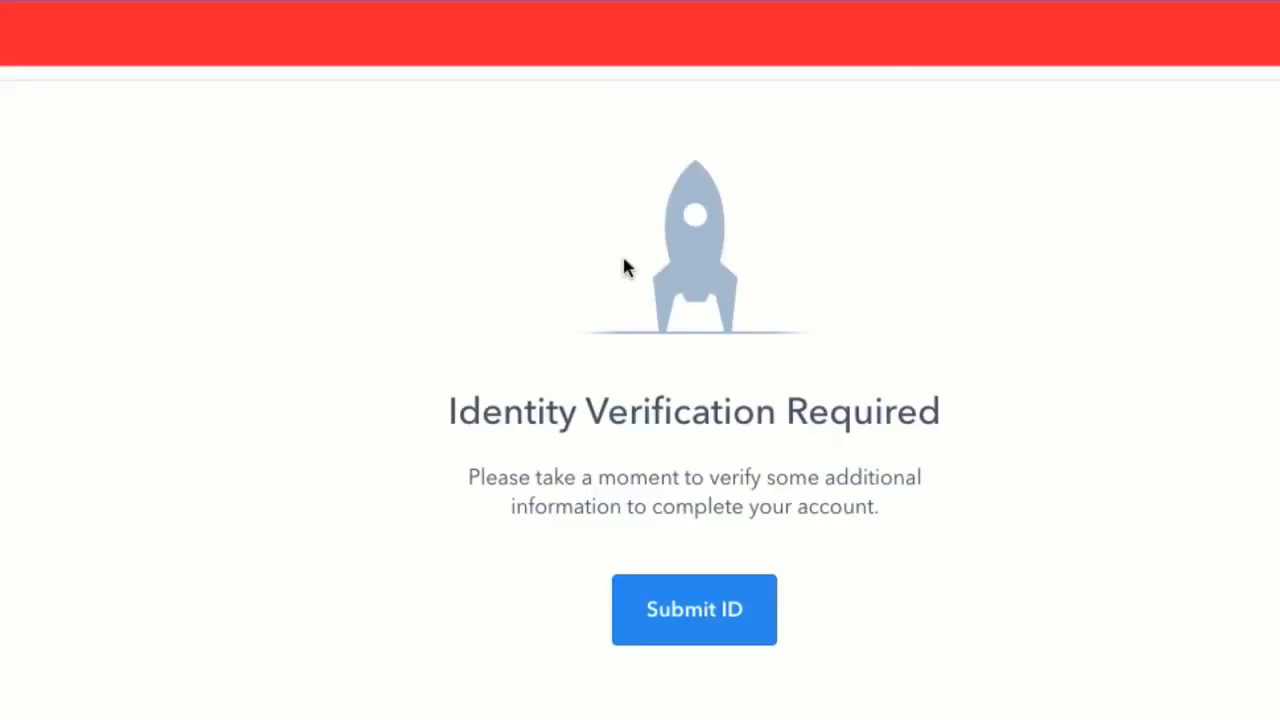 Identity Verification Required
Please take a moment to verify some additional
information to complete your account.
Submit ID